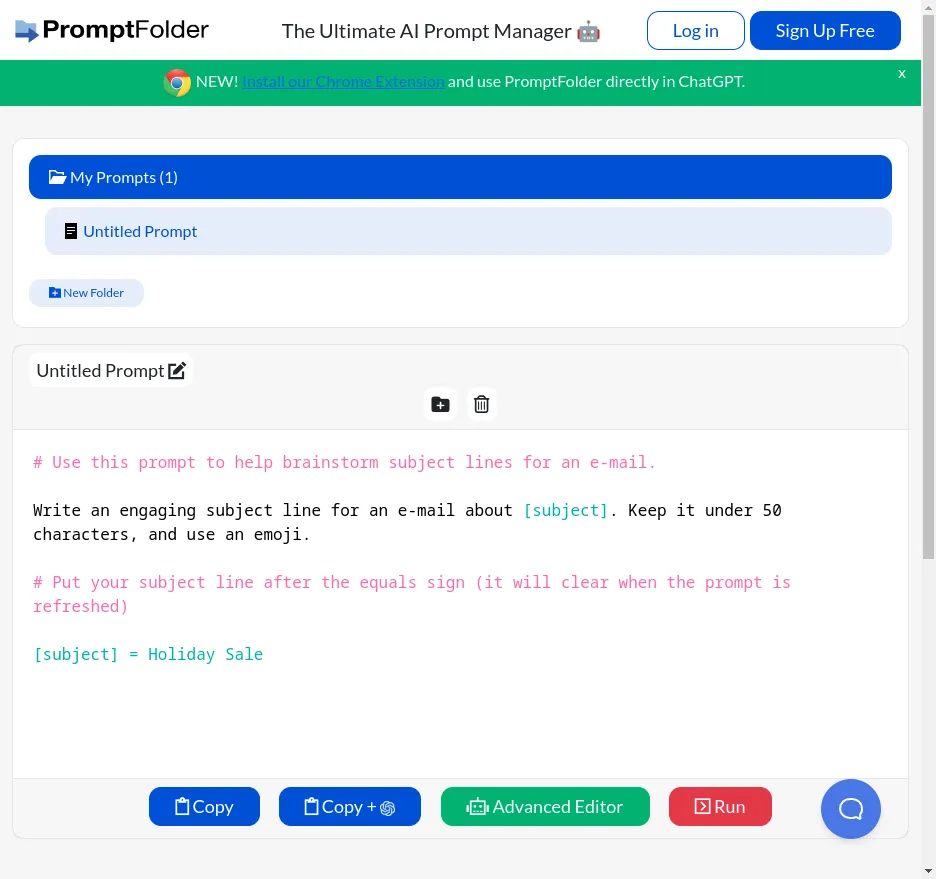 PromptFolder
The Ultimate AI Prompt Manager 🤖
Log in
Sign Up Free
NEW! Install our Chrome Extension and use PromptFolder directly in ChatGPT.
x
My Prompts (1)
Untitled Prompt
New Folder
Untitled Prompt
# Use this prompt to help brainstorm subject lines for an e-mail.
Write an engaging subject line for an e-mail about [subject]. Keep it under 50
characters, and use an emoji.
# Put your subject line after the equals sign (it will clear when the prompt is
refreshed)
[subject] = Holiday Sale
Copy
Copy +
Advanced Editor
Run